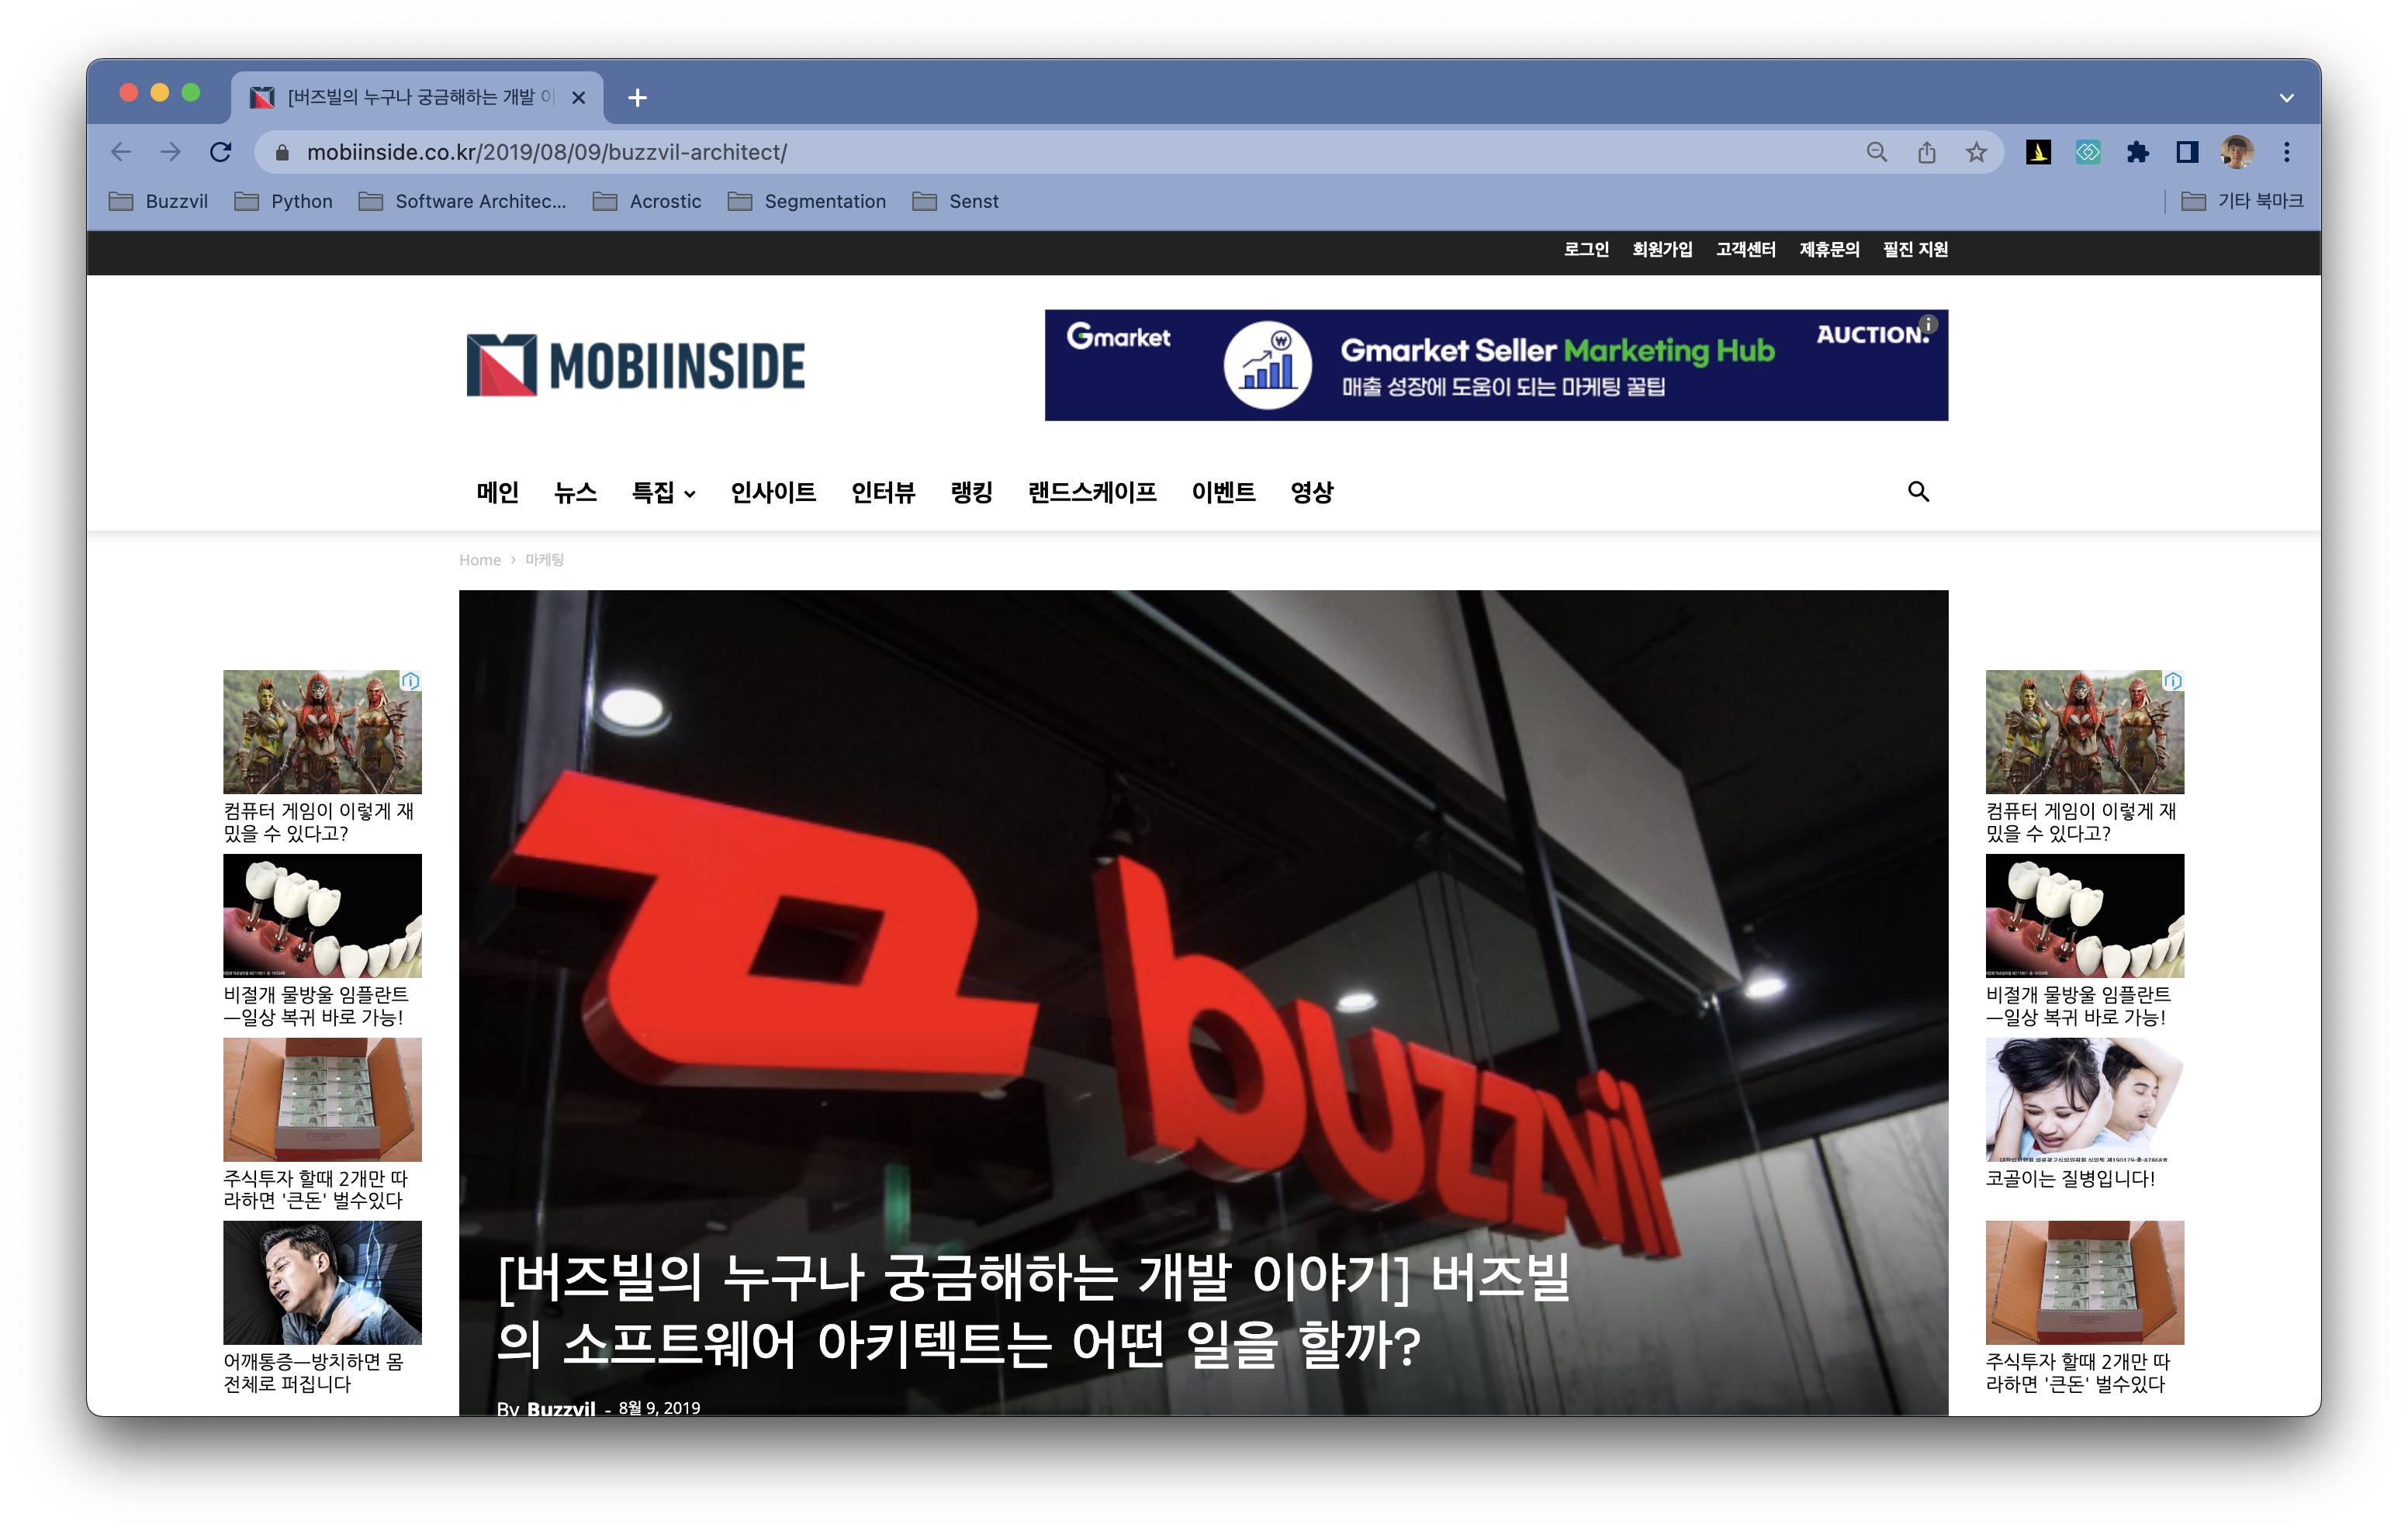 [버즈빌의 누구나 궁금해하는 개발 이
mobiinside.co.kr/2019/08/09/buzzvil-architect/
Buzzvil Python Software Architec... Acrostic Segmentation Senst 기타 북마크
로그인 회원가입 고객센터 제휴문의 필진 지원
MOBIINSIDE
Gmarket
Gmarket Seller Marketing Hub
매출 성장에 도움이 되는 마케팅 꿀팁
AUCTION.
메인 뉴스 특집 인사이트 인터뷰 랭킹 랜드스케이프 이벤트 영상
Home > 마케팅
컴퓨터 게임이 이렇게 재
밌을 수 있다고?
비절개 물방울 임플란트
—일상 복귀 바로 가능!
주식투자 할때 2개만 따
라하면 '큰돈' 벌수있다
어깨통증—방치하면 몸
전체로 퍼집니다
buzzvil
[버즈빌의 누구나 궁금해하는 개발 이야기] 버즈빌
의 소프트웨어 아키텍트는 어떤 일을 할까?
By Buzzvil - 8월 9, 2019
컴퓨터 게임이 이렇게 재
밌을 수 있다고?
비절개 물방울 임플란트
—일상 복귀 바로 가능!
코골이는 질병입니다!
주식투자 할때 2개만 따
라하면 '큰돈' 벌수있다